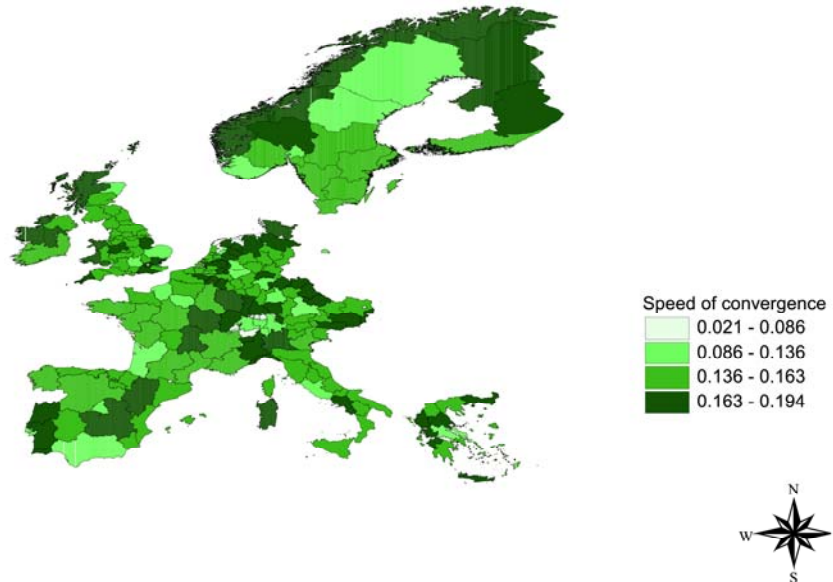 Speed of convergence
0.021 - 0.086
0.086 - 0.136
0.136 - 0.163
0.163 - 0.194
N
W
S